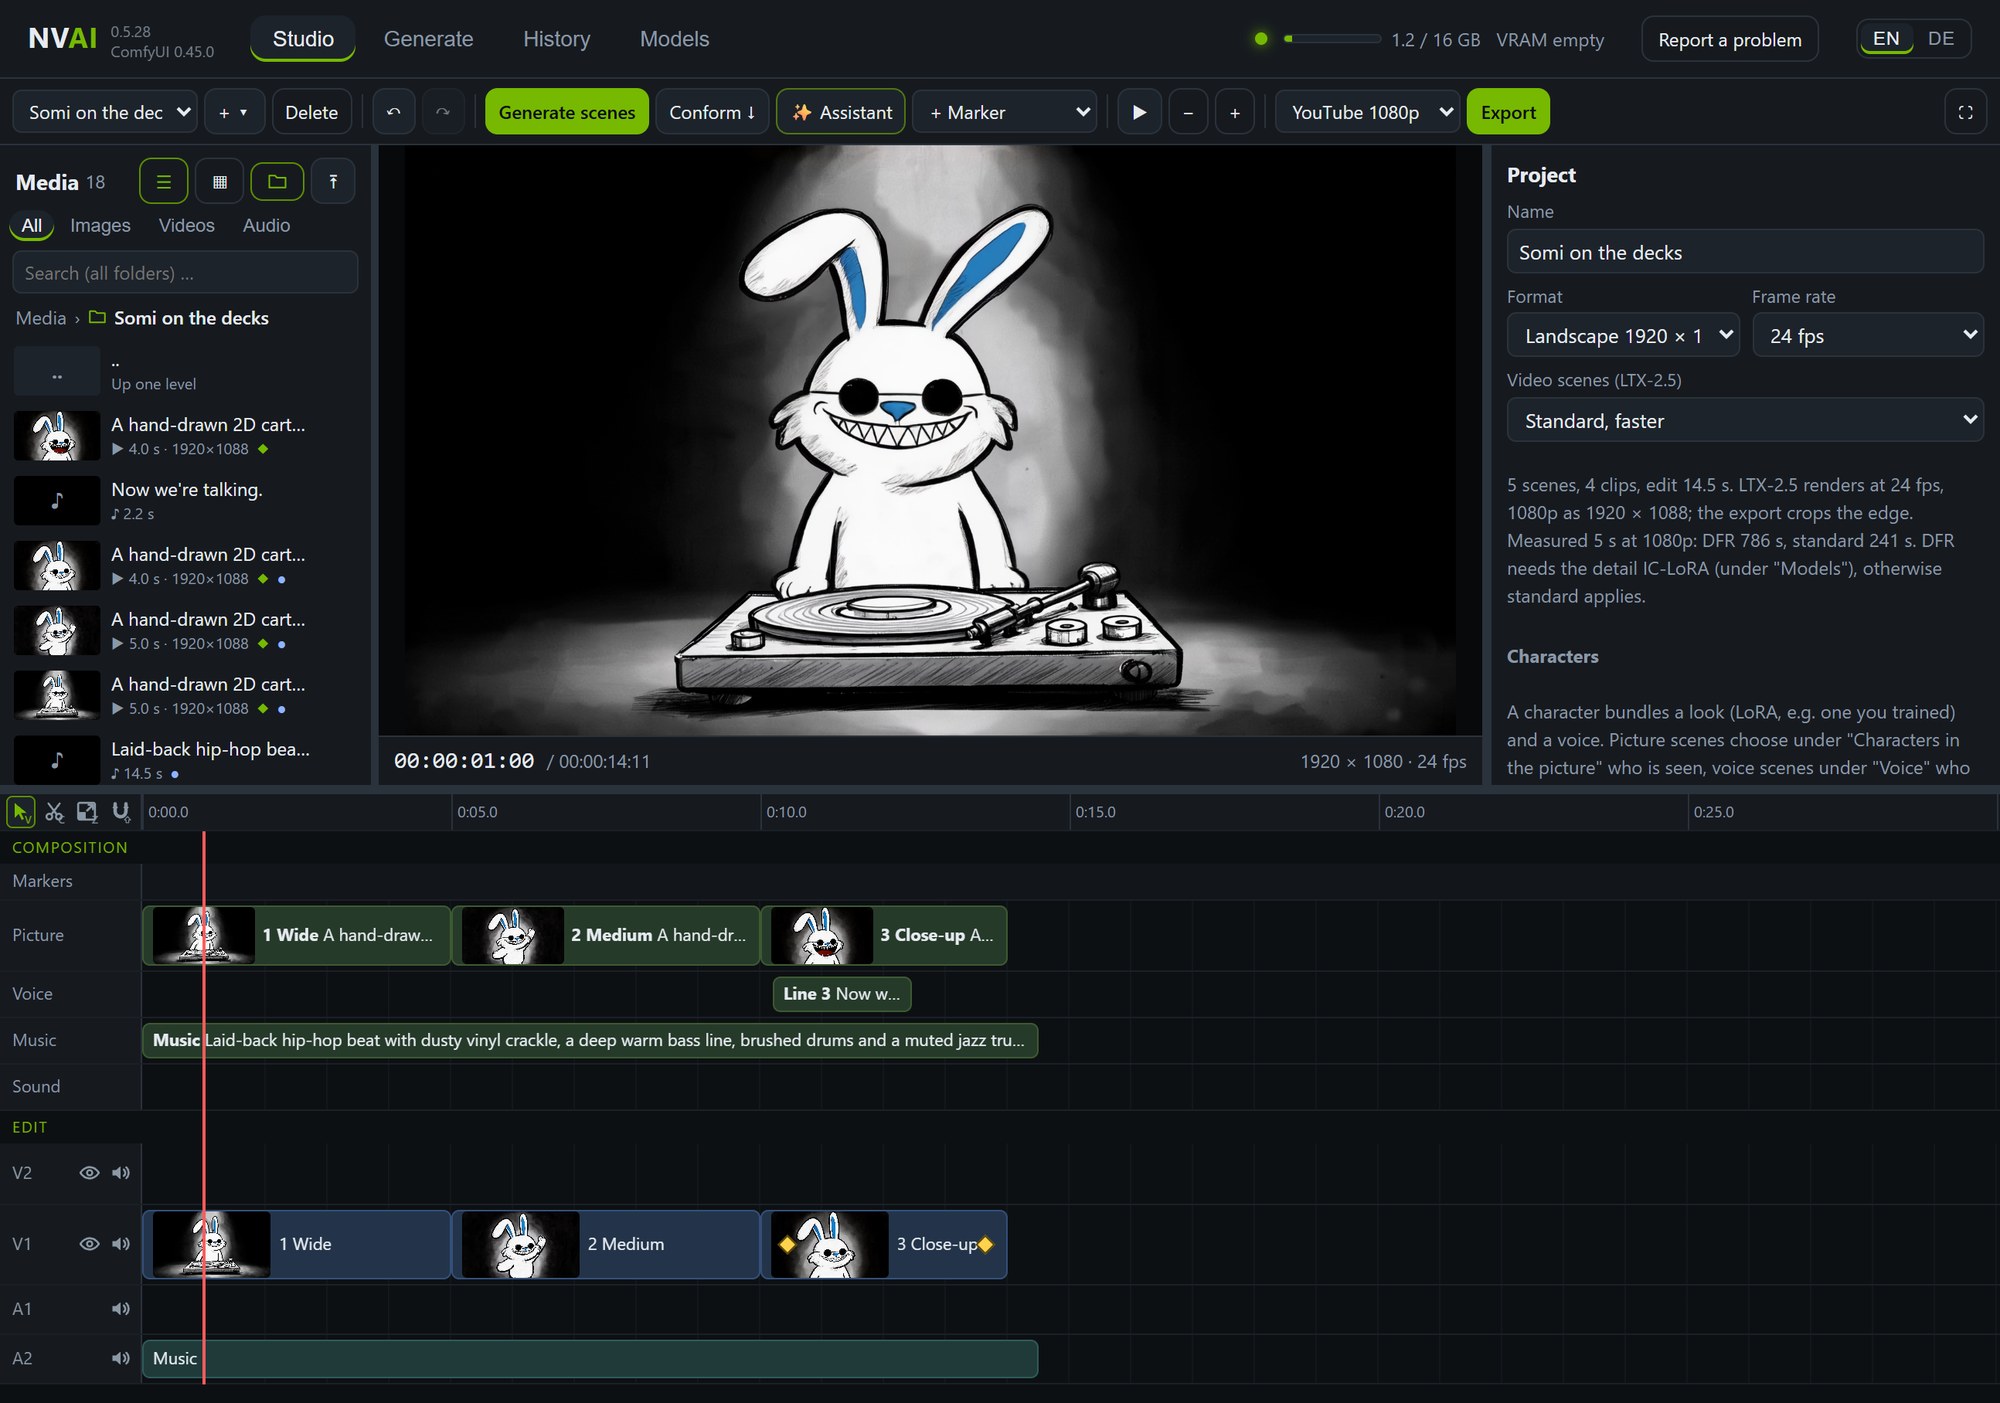 NVAI
0.5.28
ComfyUI 0.45.0
Studio
Generate
History
Models
1.2 / 16 GB
VRAM empty
Report a problem
EN
DE
Somi on the dec
+ ▾
Delete
Generate scenes
Conform ↓
✨ Assistant
+ Marker
−
+
YouTube 1080p
Export
Media 18
All
Images
Videos
Audio
Search (all folders) ...
Media › Somi on the decks
..
..
Up one level
A hand-drawn 2D cart...
4.0 s · 1920×1088
Now we're talking.
♪ 2.2 s
A hand-drawn 2D cart...
4.0 s · 1920×1088
A hand-drawn 2D cart...
5.0 s · 1920×1088
A hand-drawn 2D cart...
5.0 s · 1920×1088
Laid-back hip-hop bea...
♪ 14.5 s
00:00:01:00 / 00:00:14:11
1920 × 1080 · 24 fps
Project
Name
Somi on the decks
Format
Frame rate
Landscape 1920 × 1
24 fps
Video scenes (LTX-2.5)
Standard, faster
5 scenes, 4 clips, edit 14.5 s. LTX-2.5 renders at 24 fps,
1080p as 1920 × 1088; the export crops the edge.
Measured 5 s at 1080p: DFR 786 s, standard 241 s. DFR
needs the detail IC-LoRA (under "Models"), otherwise
standard applies.
Characters
A character bundles a look (LoRA, e.g. one you trained)
and a voice. Picture scenes choose under "Characters in
the picture" who is seen, voice scenes under "Voice" who
0:00.0
0:05.0
0:10.0
0:15.0
0:20.0
0:25.0
COMPOSITION
Markers
Picture
1 Wide A hand-draw...
2 Medium A hand-dr...
3 Close-up A...
Voice
Line 3 Now w...
Music
Music Laid-back hip-hop beat with dusty vinyl crackle, a deep warm bass line, brushed drums and a muted jazz tru...
Sound
EDIT
V2
V1
1 Wide
2 Medium
3 Close-up
A1
A2
Music